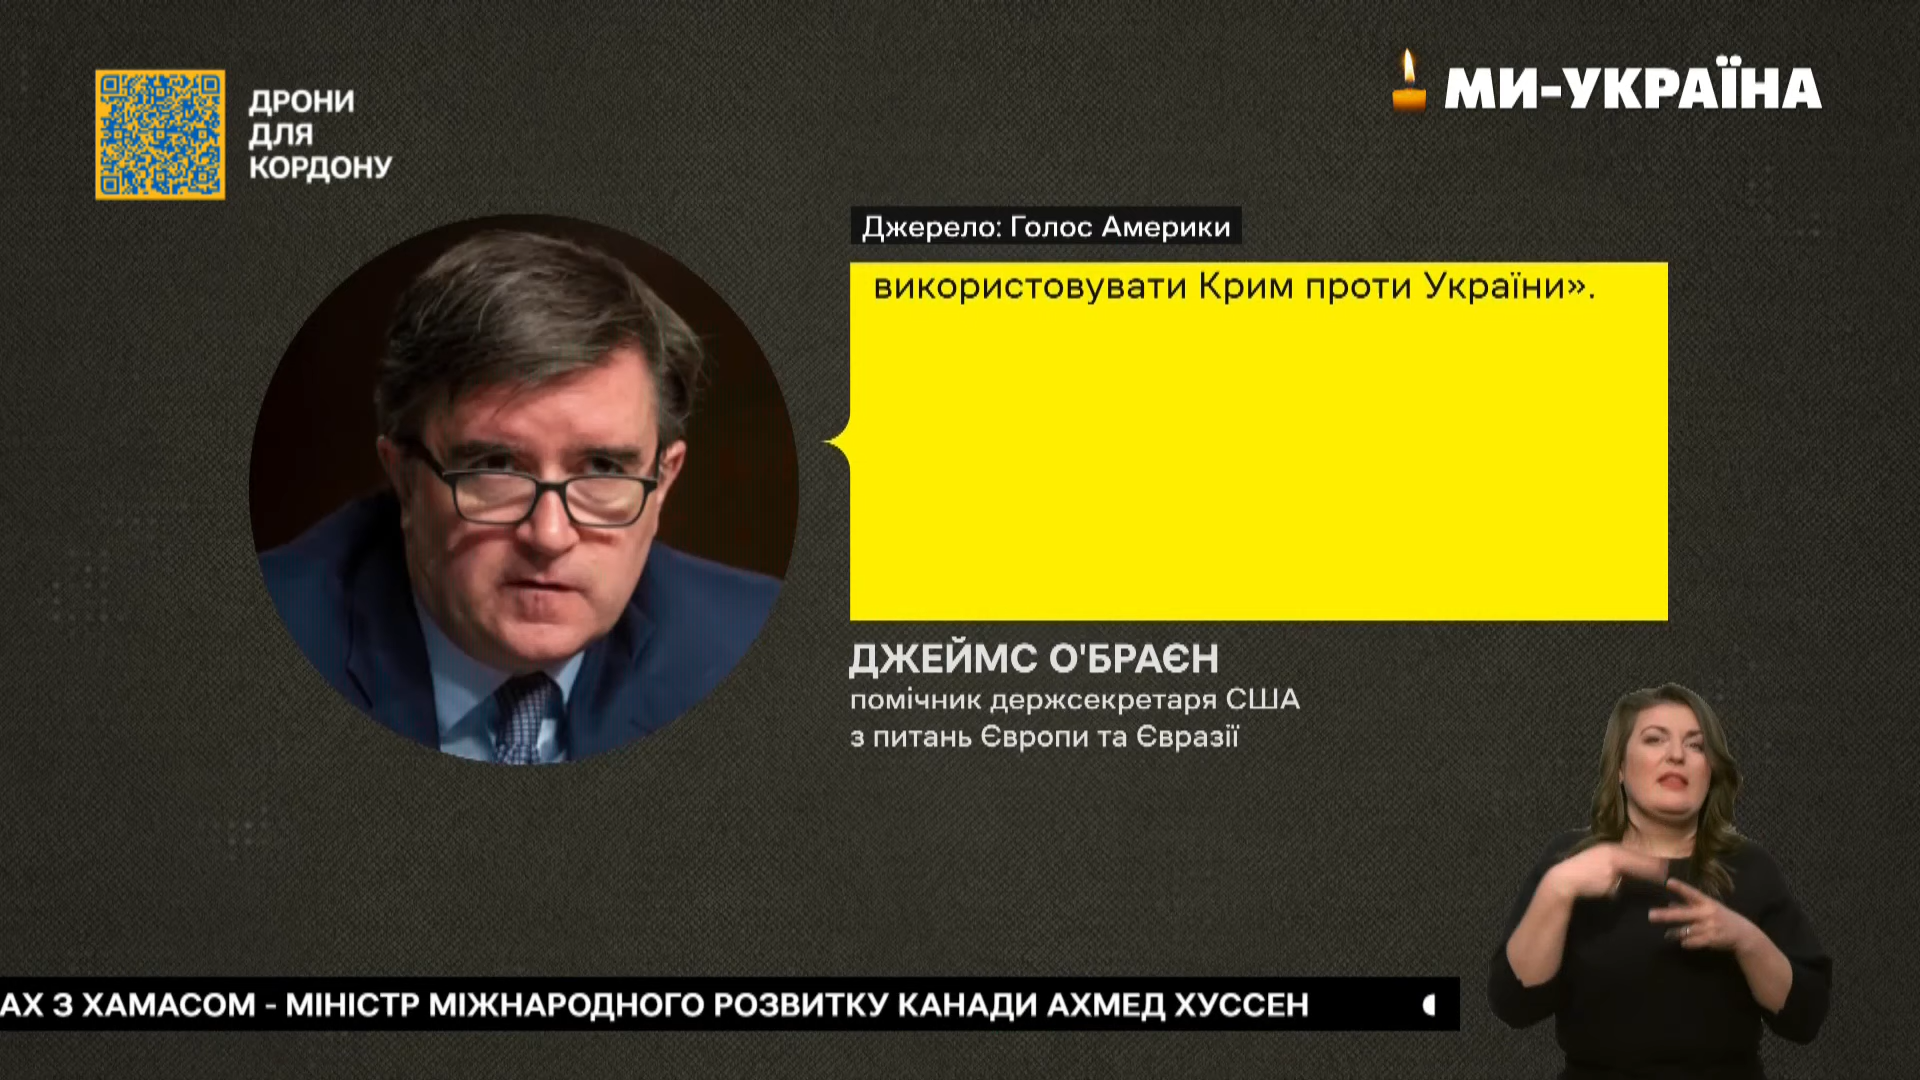 ДРОНИ
ДЛЯ
КОРДОНУ
МИ-УКРАЇНА
Джерело: Голос Америки
використовувати Крим проти України».
ДЖЕЙМС О'БРАЄН
помічник держсекретаря США
з питань Європи та Євразії
АХ З ХАМАСОМ - МІНІСТР МІЖНАРОДНОГО РОЗВИТКУ КАНАДИ АХМЕД ХУССЕН